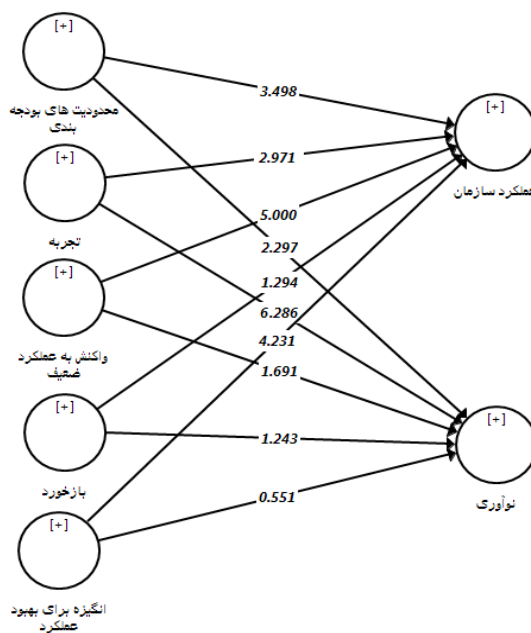 [+]
محدودیت های بودجه
بندی
[+]
تجربه
[+]
واکنش به عملکرد
ضعیف
[+]
بازخورد
[+]
انگیزه برای بهبود
عملکرد
3.498
2.971
5.000
2.297
1.294
6.286
4.231
1.691
1.243
0.551
[+]
عملکرد سازمان
[+]
نوآوری